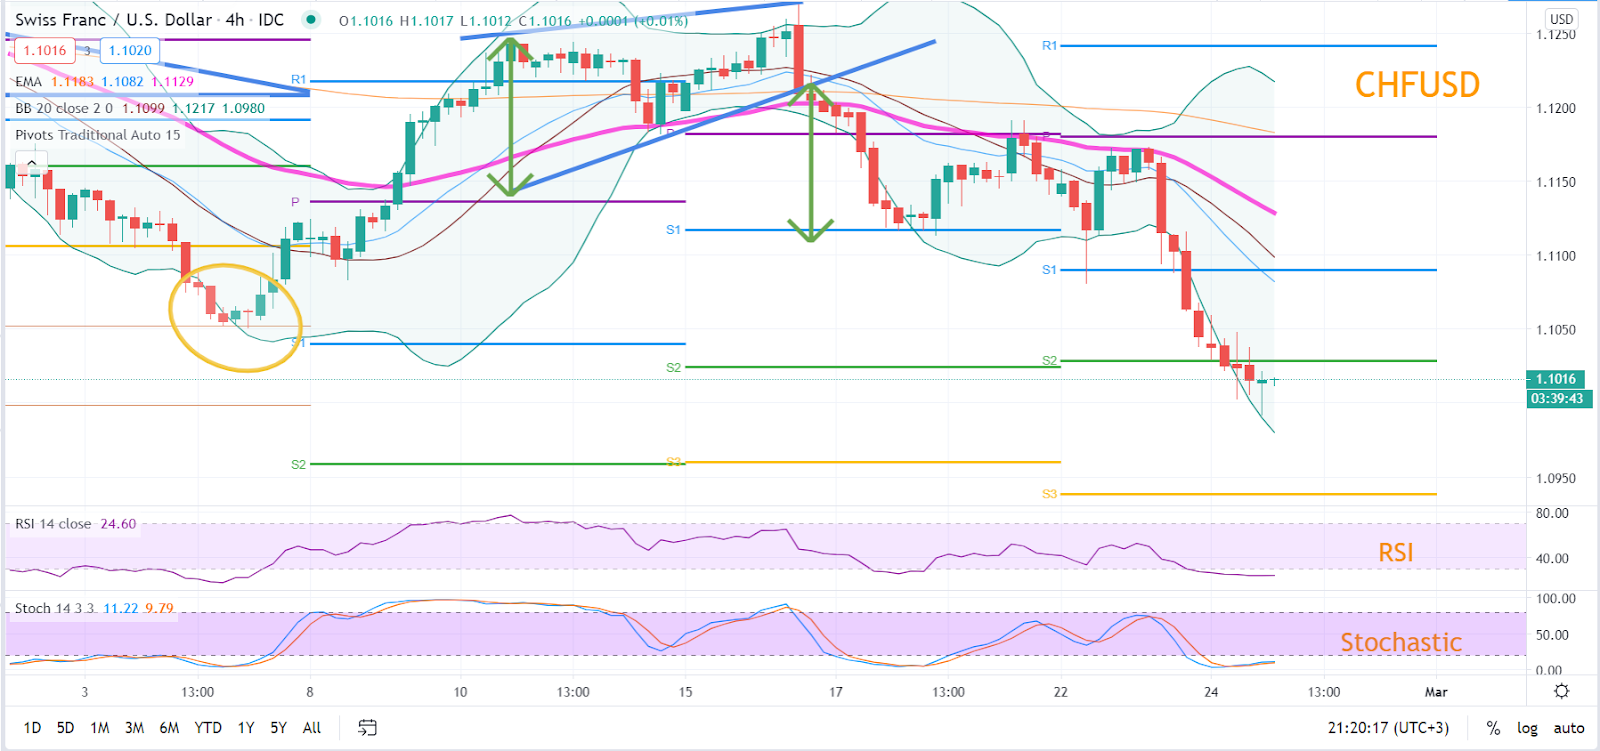 Swiss Franc / U.S. Dollar · 4h · IDC O1.1016 H1.1017 L1.1012 C1.1016 +0.0001 (+0.01%)
1.1016 3 1.1020
EMA 1.1183 1.1082 1.1129
BB 20 close 2 0 1.1099 1.1217 1.0980
Pivots Traditional Auto 15
USD
CHFUSD
R1
R1
P
P
P
S1
S1
S1
S2
S2
S2
S3
S3
1.1250
1.1200
1.1150
1.1100
1.1050
1.1016
03:39:43
1.0950
RSI 14 close 24.60
RSI
80.00
40.00
Stoch 14 3 3 11.22 9.79
Stochastic
100.00
50.00
0.00
3 13:00 8 10 13:00 15 17 13:00 22 24 13:00 Mar
1D 5D 1M 3M 6M YTD 1Y 5Y All 21:20:17 (UTC+3) % log auto